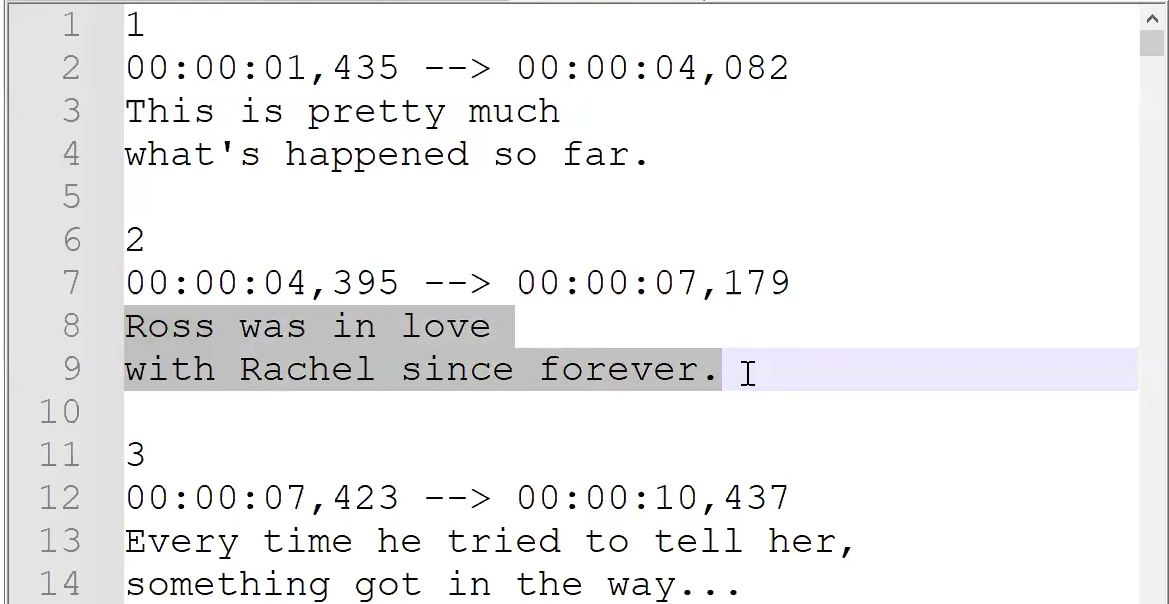 1 1
2 00:00:01,435 --> 00:00:04,082
3 This is pretty much
4 what's happened so far.
5
6 2
7 00:00:04,395 --> 00:00:07,179
8 Ross was in love
9 with Rachel since forever.
10
11 3
12 00:00:07,423 --> 00:00:10,437
13 Every time he tried to tell her,
14 something got in the way...